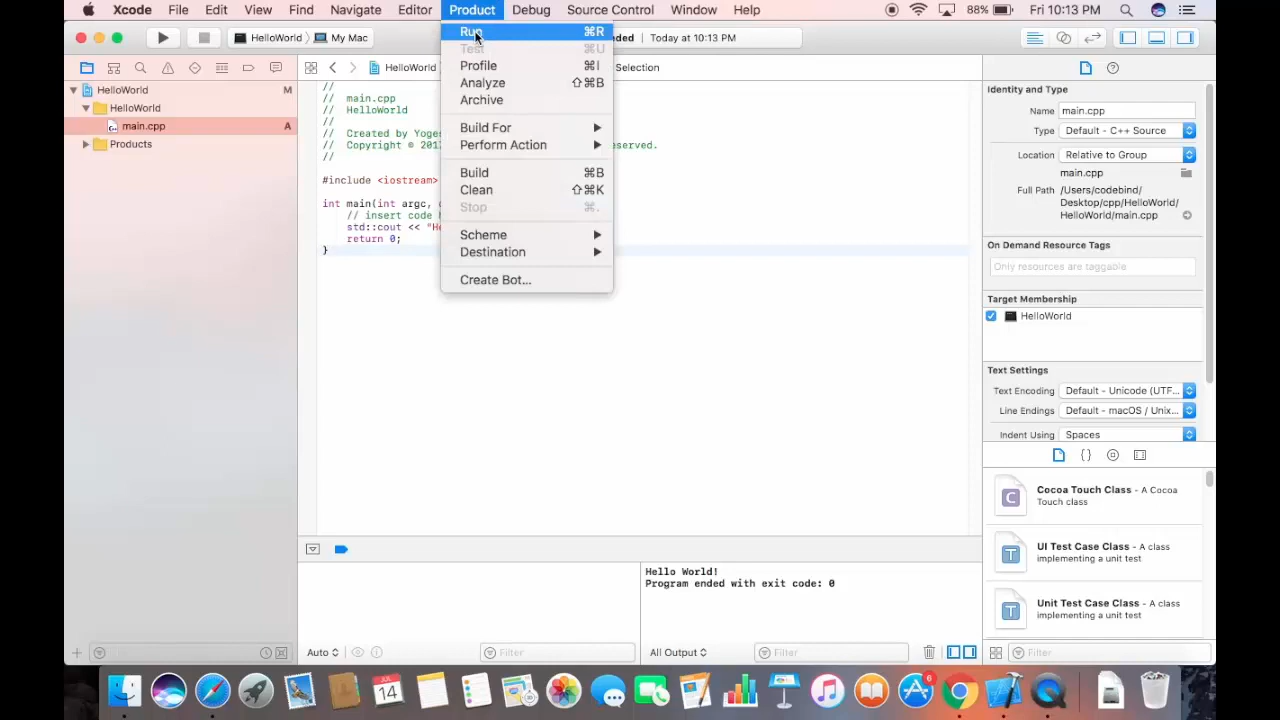 Xcode File Edit View Find Navigate Editor Product Debug Source Control Window Help 88% Fri 10:13 PM
HelloWorld My Mac
Today at 10:13 PM
Run ⌘R
Test ⌘U
Profile ⌘I
Analyze ⇧⌘B
Archive
Build For
Perform Action
Build ⌘B
Clean ⇧⌘K
Stop ⌘.
Scheme
Destination
Create Bot...
HelloWorld M
HelloWorld
main.cpp A
Products
HelloWorld
Selection
//
// main.cpp
// HelloWorld
//
// Created by
// Copyright ©
//
#include <iostream>
int main(int argc,
// insert code
std::cout <<
return 0;
}
Identity and Type
Name main.cpp
Type Default - C++ Source
Location Relative to Group
main.cpp
Full Path /Users/codebind/
Desktop/cpp/HelloWorld/
HelloWorld/main.cpp
On Demand Resource Tags
Only resources are taggable
Target Membership
HelloWorld
Text Settings
Text Encoding Default - Unicode (UTF...
Line Endings Default - macOS / Unix...
Indent Using Spaces
{ }
C Cocoa Touch Class - A Cocoa
Touch class
T UI Test Case Class - A class
implementing a unit test
T Unit Test Case Class - A class
implementing a unit test
Hello World!
Program ended with exit code: 0
Auto
Filter
All Output
Filter
Filter
JUL
14
6